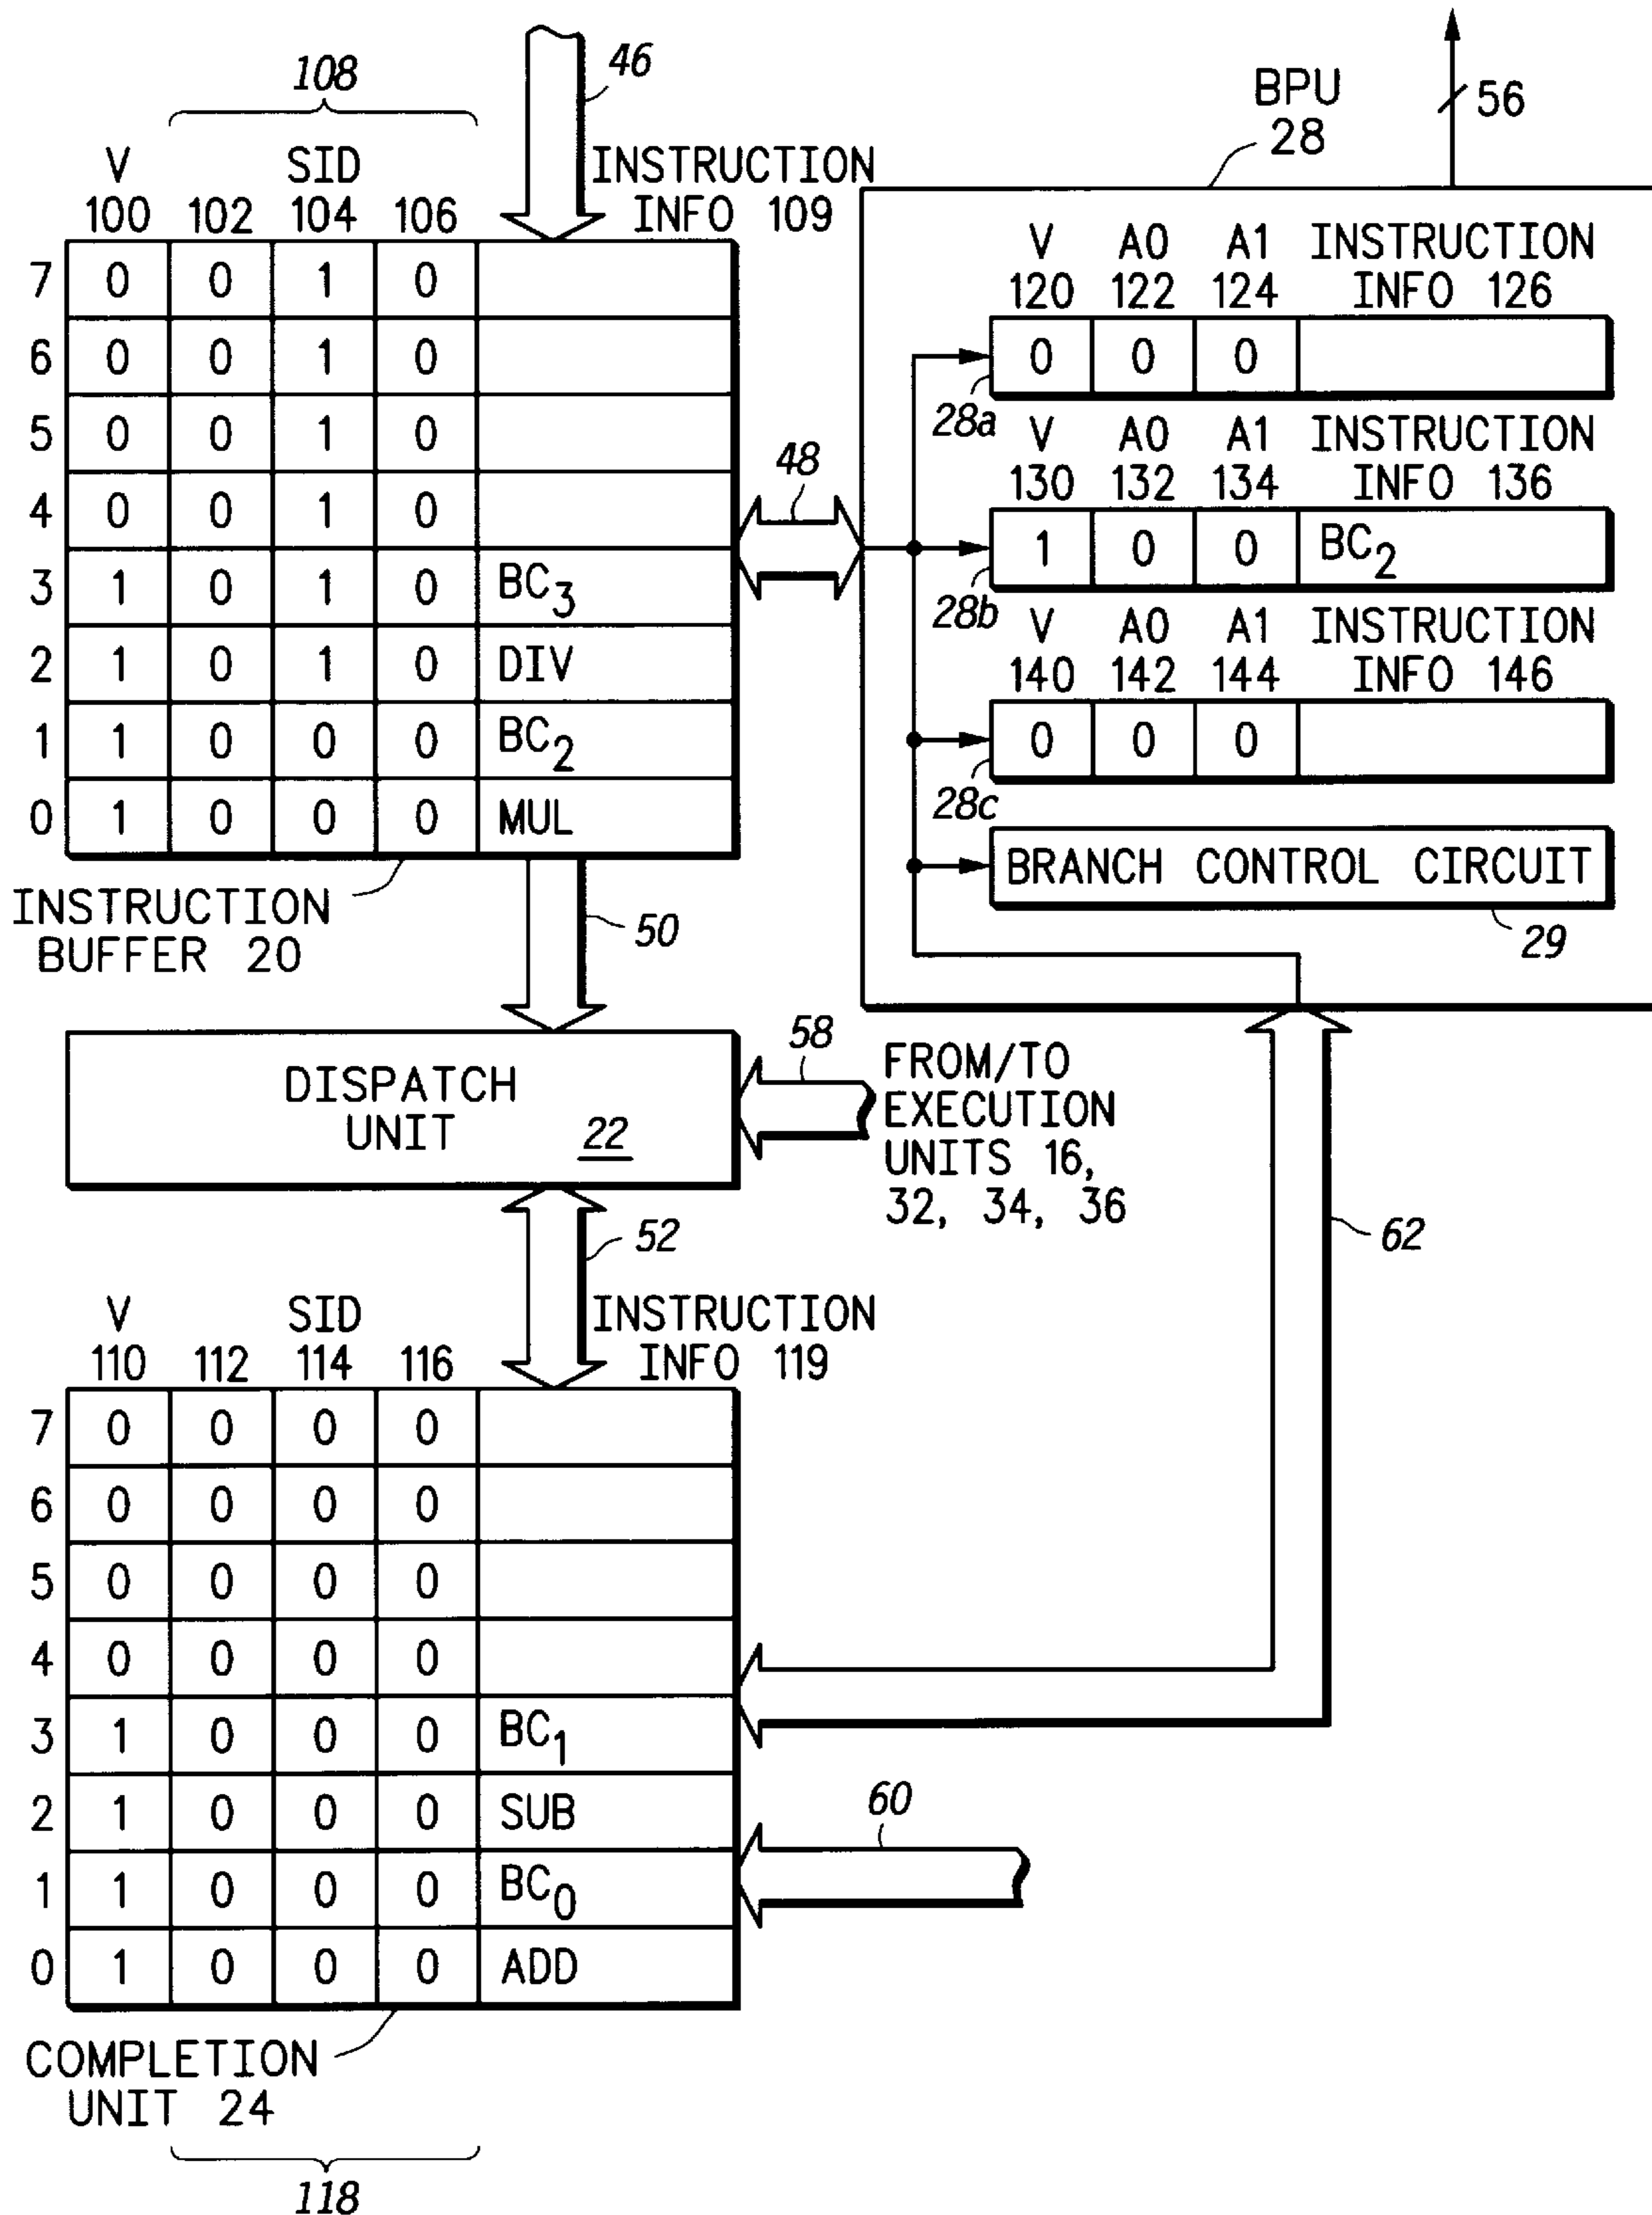 108
46
V SID INSTRUCTION
100 102 104 106 INFO 109
7 0 0 1 0
6 0 0 1 0
5 0 0 1 0
4 0 0 1 0
3 1 0 1 0 BC3
2 1 0 1 0 DIV
1 1 0 0 0 BC2
0 1 0 0 0 MUL
INSTRUCTION
BUFFER 20
50
48
BPU
28
56
V A0 A1 INSTRUCTION
120 122 124 INFO 126
0 0 0
28a
V A0 A1 INSTRUCTION
130 132 134 INFO 136
1 0 0 BC2
28b
V A0 A1 INSTRUCTION
140 142 144 INFO 146
0 0 0
28c
BRANCH CONTROL CIRCUIT
29
DISPATCH
UNIT 22
58
FROM/TO
EXECUTION
UNITS 16,
32, 34, 36
52
62
V SID INSTRUCTION
110 112 114 116 INFO 119
7 0 0 0 0
6 0 0 0 0
5 0 0 0 0
4 0 0 0 0
3 1 0 0 0 BC1
2 1 0 0 0 SUB
1 1 0 0 0 BC0
0 1 0 0 0 ADD
60
COMPLETION
UNIT 24
118